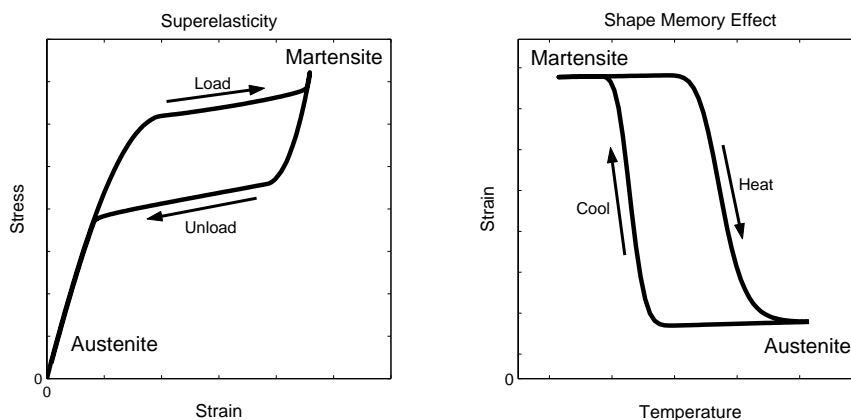 Superelasticity
Martensite
Load
Stress
Unload
Austenite
0
0
Strain
Shape Memory Effect
Martensite
Heat
Cool
Strain
Austenite
0
Temperature